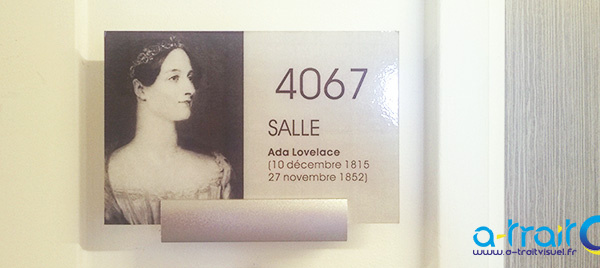 4067
SALLE
Ada Lovelace
(10 décembre 1815
27 novembre 1852)
a-trait
www.a-traitvisuel.fr